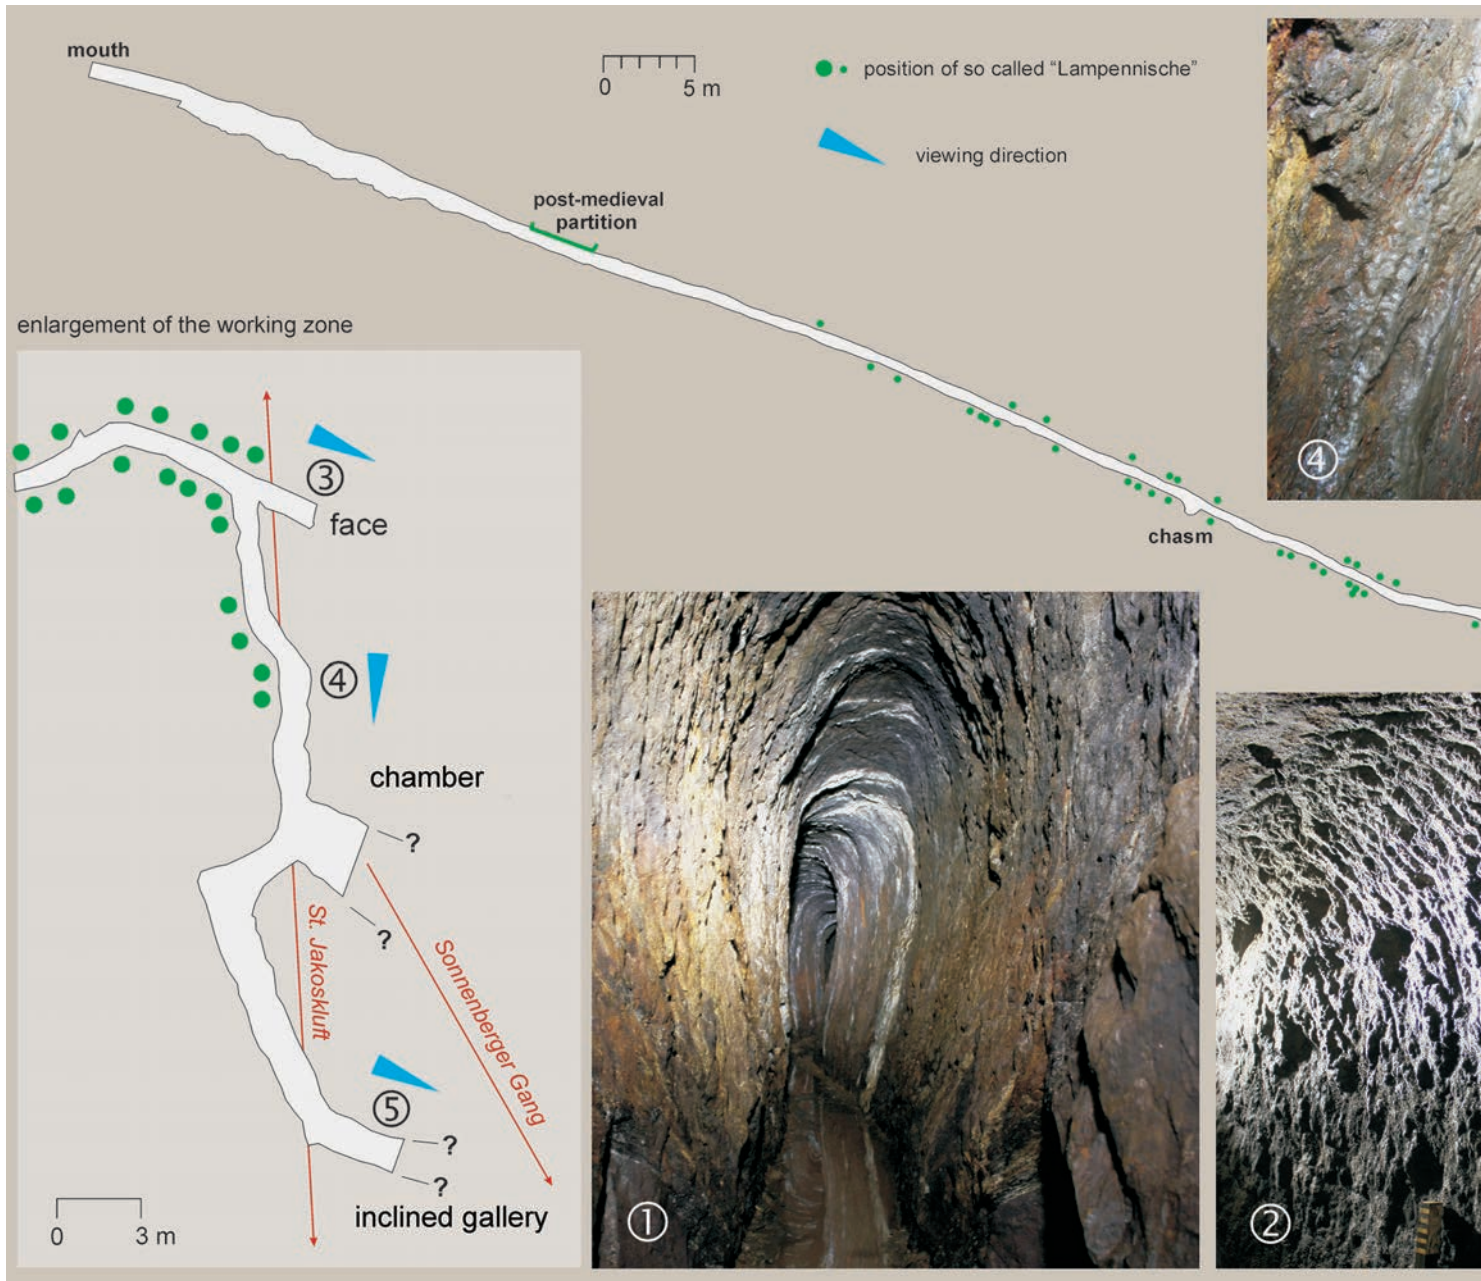 mouth
0 5 m
position of so called “Lampennische”
viewing direction
post-medieval
partition
chasm
④
enlargement of the working zone
③
face
④
chamber
?
?
St. Jakoskluft
Sonnenberger Gang
⑤
?
?
inclined gallery
0 3 m
①
②